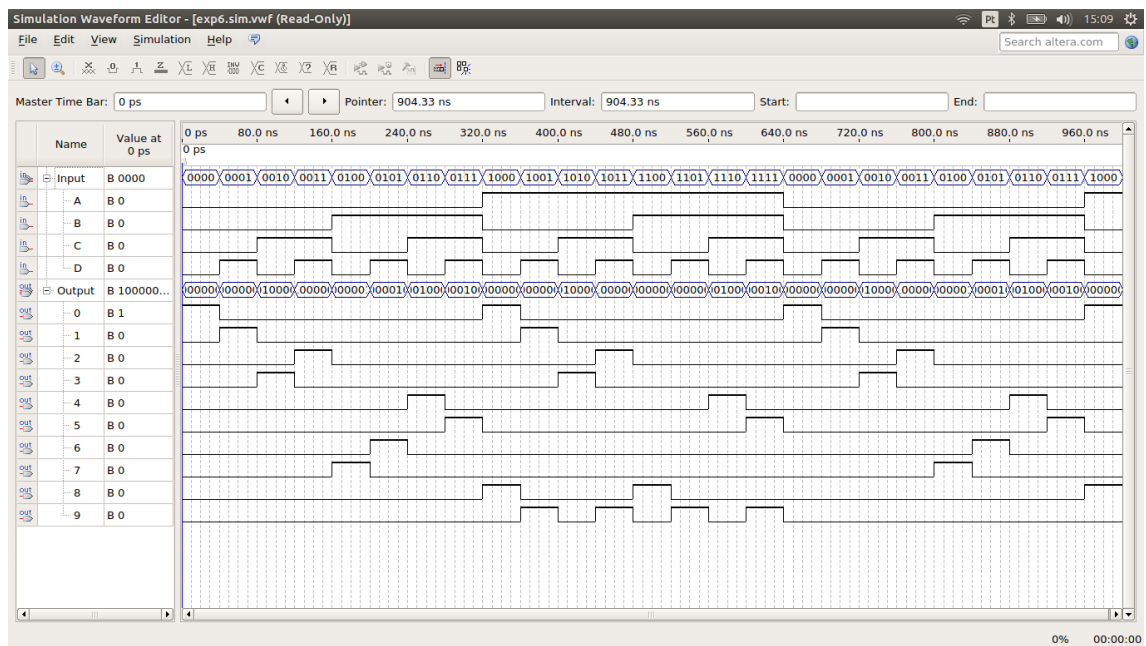 Simulation Waveform Editor - [exp6.sim.vwf (Read-Only)]
Pt 15:09
File Edit View Simulation Help
Search altera.com
Master Time Bar: 0 ps Pointer: 904.33 ns Interval: 904.33 ns Start: End:
Name Value at 0 ps
0 ps 80.0 ns 160.0 ns 240.0 ns 320.0 ns 400.0 ns 480.0 ns 560.0 ns 640.0 ns 720.0 ns 800.0 ns 880.0 ns 960.0 ns
0 ps
Input B 0000 0000 0001 0010 0011 0100 0101 0110 0111 1000 1001 1010 1011 1100 1101 1110 1111 0000 0001 0010 0011 0100 0101 0110 0111 1000
A B 0
B B 0
C B 0
D B 0
Output B 100000...
0 B 1
1 B 0
2 B 0
3 B 0
4 B 0
5 B 0
6 B 0
7 B 0
8 B 0
9 B 0
0% 00:00:00